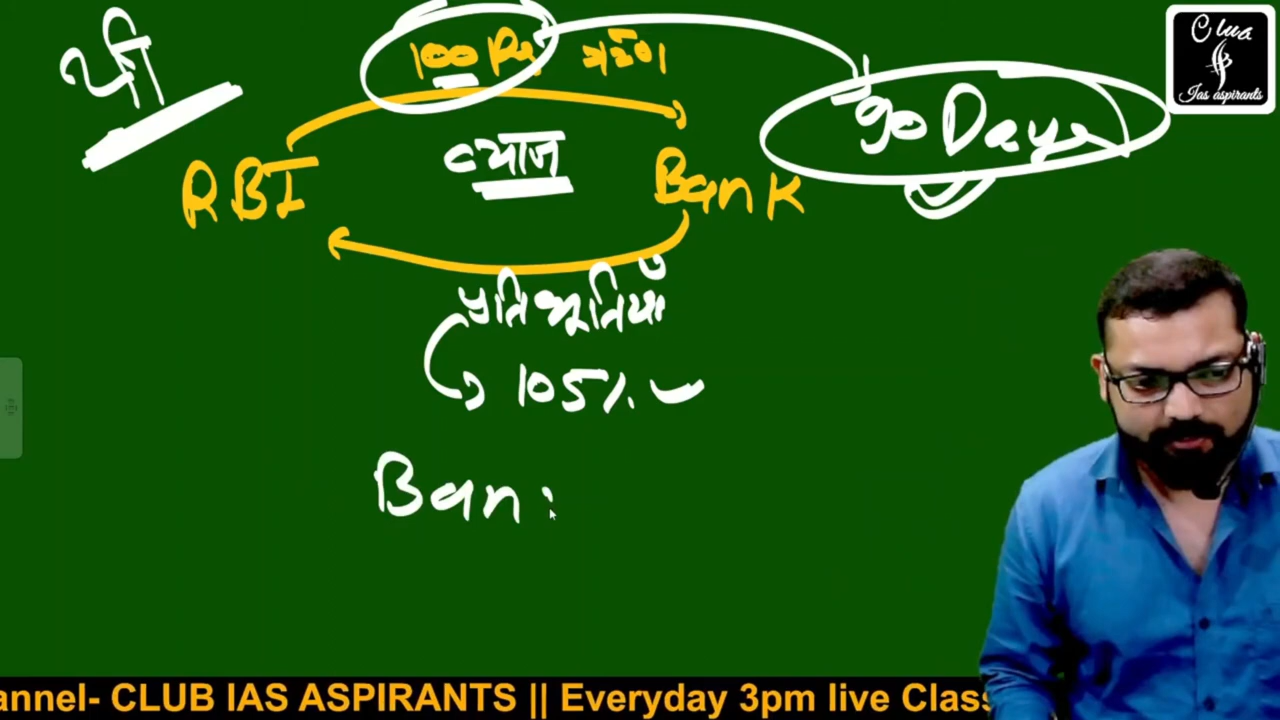 थी
100 Rs
90 Days
ब्याज
RBI
Bank
प्रतिभूतियाँ
105%
Ban
Club
Ias aspirants
annel- CLUB IAS ASPIRANTS || Everyday 3pm live Class